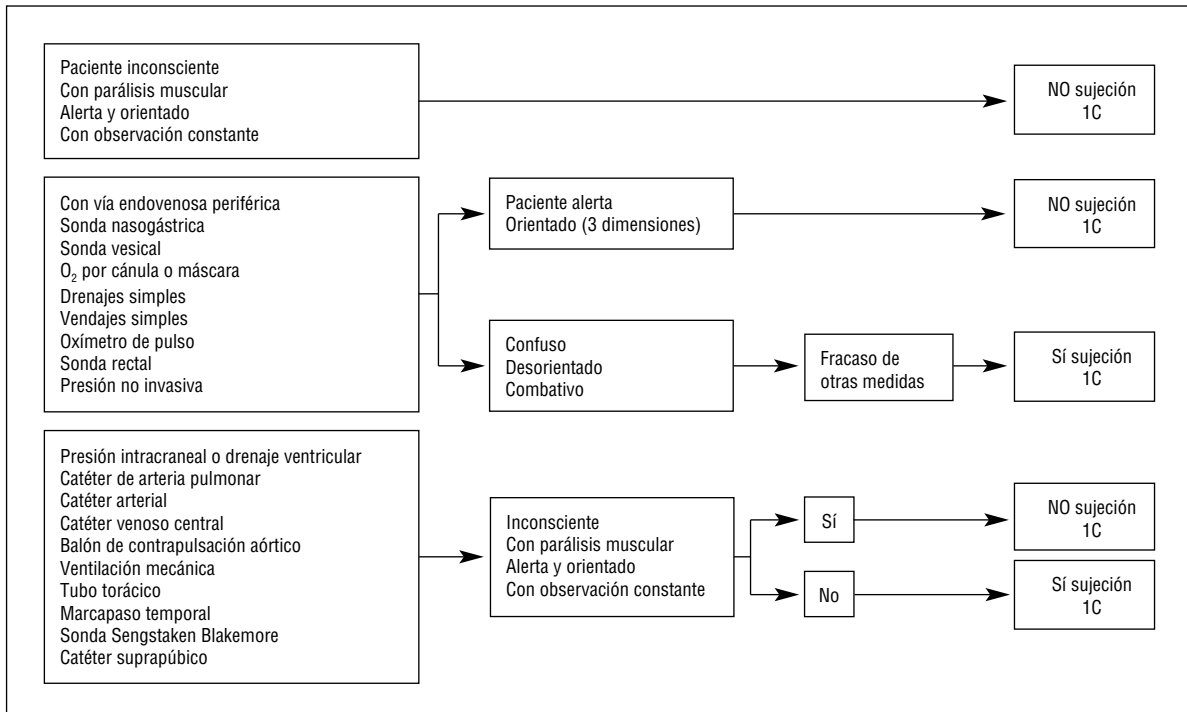 Paciente inconsciente
Con parálisis muscular
Alerta y orientado
Con observación constante
NO sujeción
1C
Con vía endovenosa periférica
Sonda nasogástrica
Sonda vesical
O₂ por cánula o máscara
Drenajes simples
Vendajes simples
Oxímetro de pulso
Sonda rectal
Presión no invasiva
Paciente alerta
Orientado (3 dimensiones)
NO sujeción
1C
Confuso
Desorientado
Combativo
Fracaso de
otras medidas
Sí sujeción
1C
Presión intracraneal o drenaje ventricular
Catéter de arteria pulmonar
Catéter arterial
Catéter venoso central
Balón de contrapulsación aórtico
Ventilación mecánica
Tubo torácico
Marcapaso temporal
Sonda Sengstaken Blakemore
Catéter suprapúbico
Inconsciente
Con parálisis muscular
Alerta y orientado
Con observación constante
Sí
NO sujeción
1C
No
Sí sujeción
1C